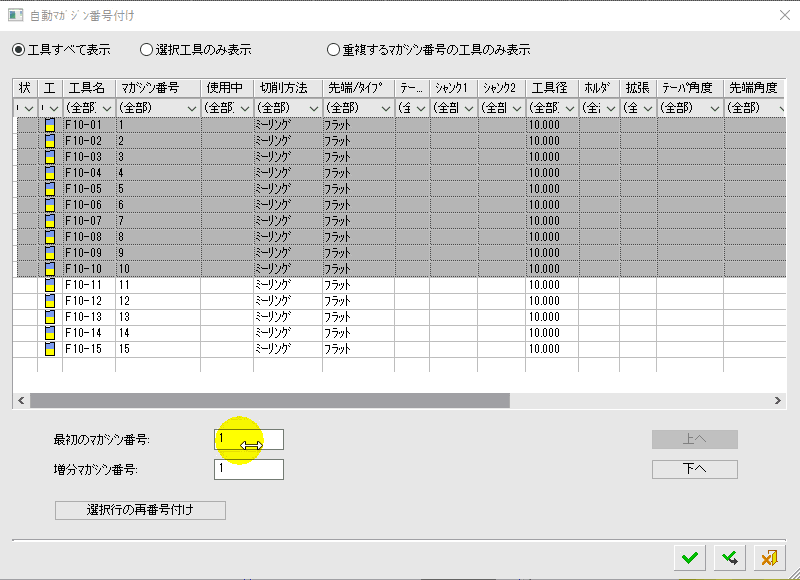 自動ﾏｶﾞｼﾞﾝ番号付け
工具すべて表示 選択工具のみ表示 重複するﾏｶﾞｼﾞﾝ番号の工具のみ表示
状 工 工具名 ﾏｶﾞｼﾞﾝ番号 使用中 切削方法 先端/ﾀｲﾌﾟ テー... ｼｬﾝｸ1 ｼｬﾝｸ2 工具径 ﾎﾙﾀﾞ 拡張 ﾃｰﾊﾟ角度 先端角度
(全部) (全部) (全部) (全部) (全部) (全 (全部) (全部) (全部) (全 (全 (全部) (全部)
F10-01 1 ﾐｰﾘﾝｸﾞ ﾌﾗｯﾄ 10.000
F10-02 2 ﾐｰﾘﾝｸﾞ ﾌﾗｯﾄ 10.000
F10-03 3 ﾐｰﾘﾝｸﾞ ﾌﾗｯﾄ 10.000
F10-04 4 ﾐｰﾘﾝｸﾞ ﾌﾗｯﾄ 10.000
F10-05 5 ﾐｰﾘﾝｸﾞ ﾌﾗｯﾄ 10.000
F10-06 6 ﾐｰﾘﾝｸﾞ ﾌﾗｯﾄ 10.000
F10-07 7 ﾐｰﾘﾝｸﾞ ﾌﾗｯﾄ 10.000
F10-08 8 ﾐｰﾘﾝｸﾞ ﾌﾗｯﾄ 10.000
F10-09 9 ﾐｰﾘﾝｸﾞ ﾌﾗｯﾄ 10.000
F10-10 10 ﾐｰﾘﾝｸﾞ ﾌﾗｯﾄ 10.000
F10-11 11 ﾐｰﾘﾝｸﾞ ﾌﾗｯﾄ 10.000
F10-12 12 ﾐｰﾘﾝｸﾞ ﾌﾗｯﾄ 10.000
F10-13 13 ﾐｰﾘﾝｸﾞ ﾌﾗｯﾄ 10.000
F10-14 14 ﾐｰﾘﾝｸﾞ ﾌﾗｯﾄ 10.000
F10-15 15 ﾐｰﾘﾝｸﾞ ﾌﾗｯﾄ 10.000
最初のﾏｶﾞｼﾞﾝ番号: 1 上へ
増分ﾏｶﾞｼﾞﾝ番号: 1 下へ
選択行の再番号付け